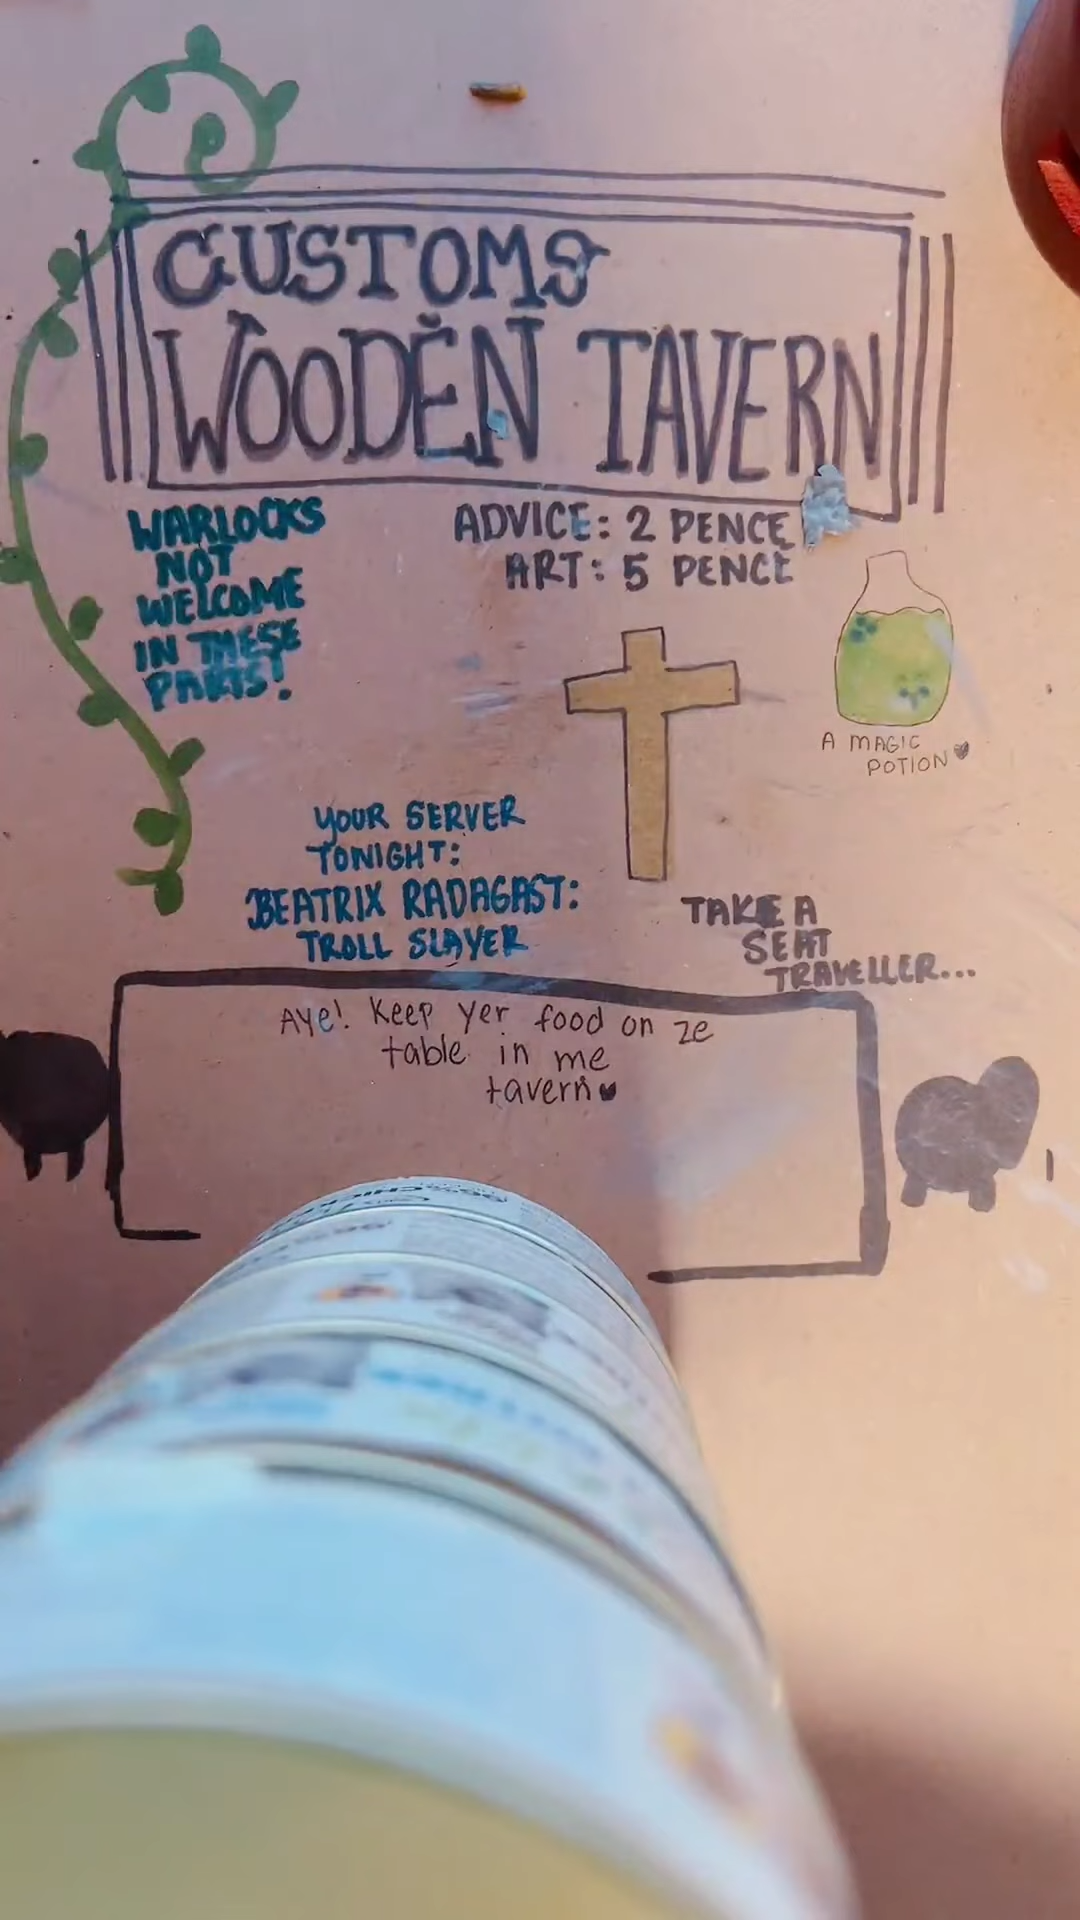 CUSTOMS
WOODEN TAVERN
WARLOCKS
NOT
WELCOME
IN THESE
PARTS!
ADVICE: 2 PENCE
ART: 5 PENCE
A MAGIC
POTION
YOUR SERVER
TONIGHT:
BEATRIX RADAGAST:
TROLL SLAYER
TAKE A
SEAT
TRAVELLER...
Aye! Keep yer food on ze
table in me
tavern